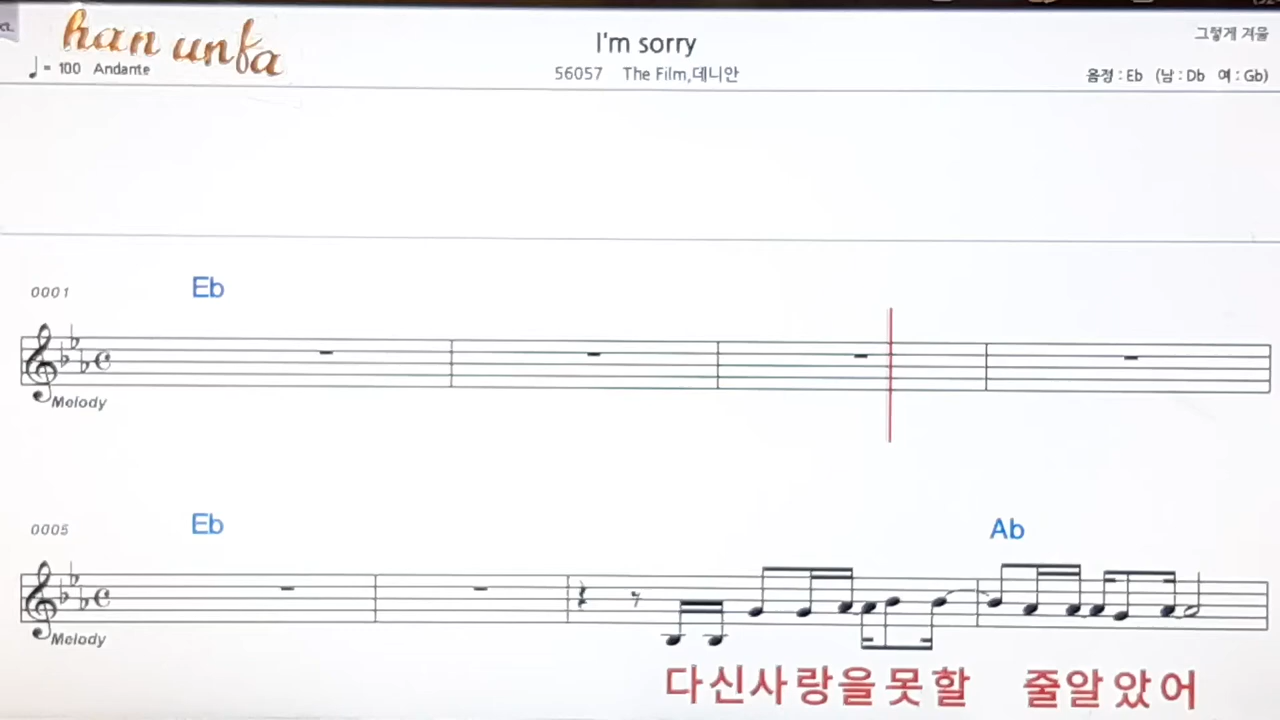 han unfa
I'm sorry
그렇게 겨울
= 100 Andante
56057 The Film,데니안
음정 : Eb (남 : Db 여 : Gb)
0001
Eb
Melody
0005
Eb
Ab
Melody
다신사랑을못할 줄알았어